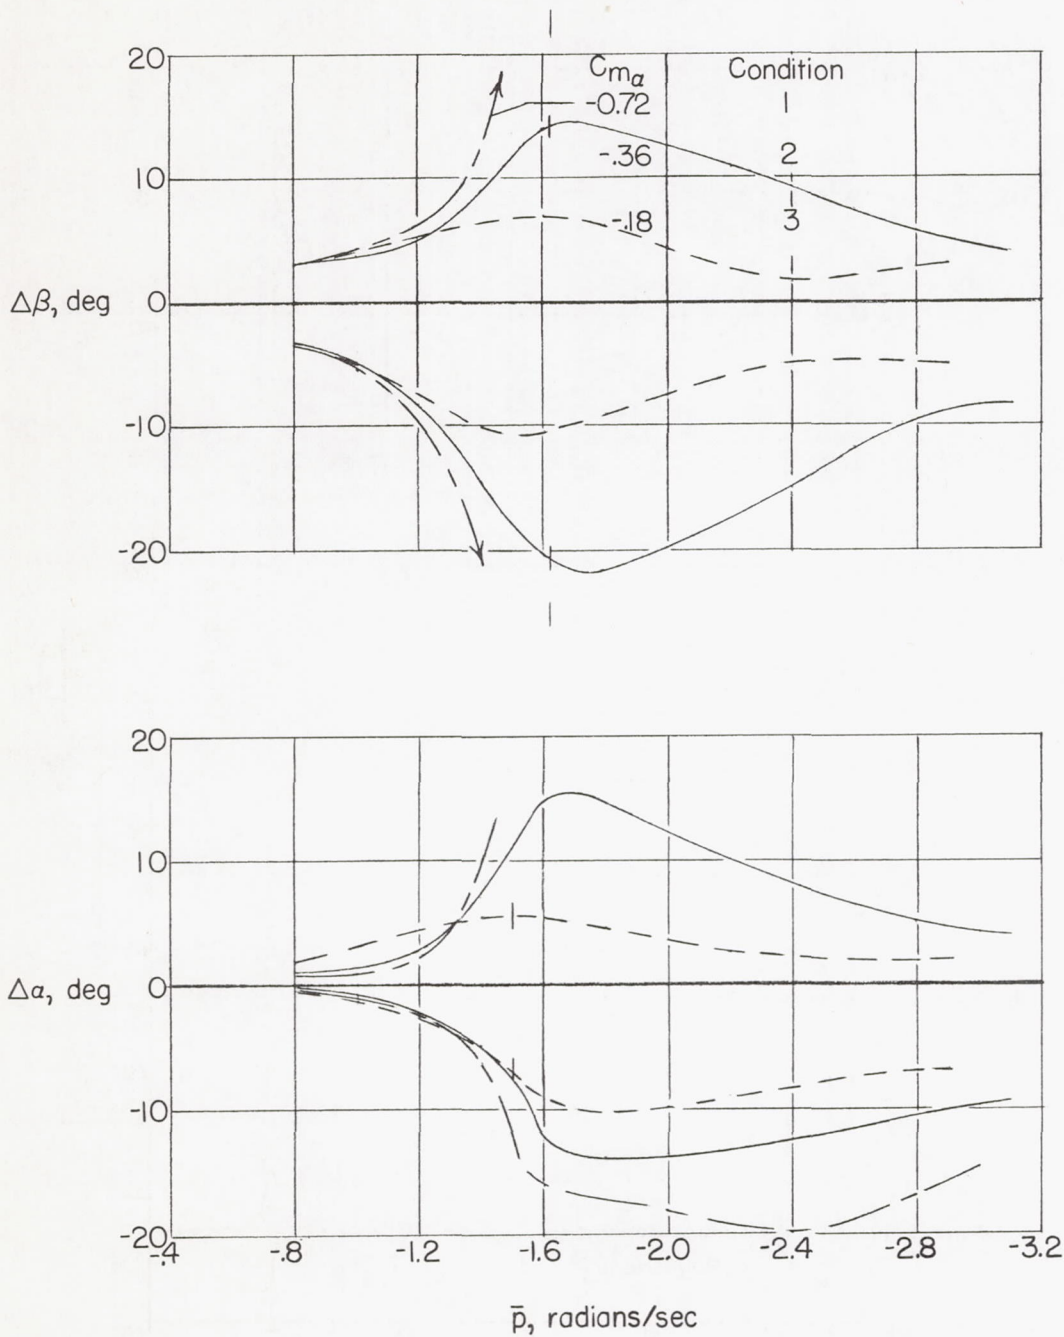 20
C_mα Condition
-0.72 1
-.36 2
10
-.18 3
Δβ, deg 0
-10
-20
20
10
Δα, deg 0
-10
-20
-.4 -.8 -1.2 -1.6 -2.0 -2.4 -2.8 -3.2
p̄, radians/sec